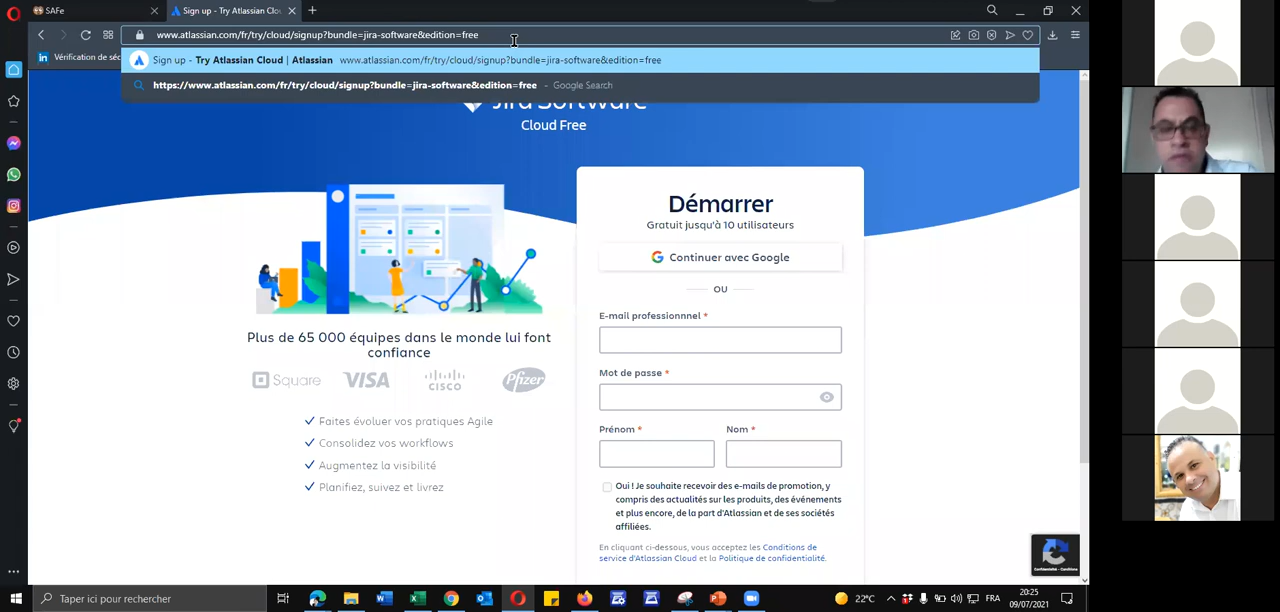 SAFe
Sign up - Try Atlassian Clo
www.atlassian.com/fr/try/cloud/signup?bundle=jira-software&edition=free
Vérification de séc
Sign up - Try Atlassian Cloud | Atlassian www.atlassian.com/fr/try/cloud/signup?bundle=jira-software&edition=free
https://www.atlassian.com/fr/try/cloud/signup?bundle=jira-software&edition=free - Google Search
Jira Software
Cloud Free
Démarrer
Gratuit jusqu'à 10 utilisateurs
Continuer avec Google
OU
E-mail professionnnel *
Mot de passe *
Prénom *
Nom *
Oui ! Je souhaite recevoir des e-mails de promotion, y
compris des actualités sur les produits, des événements
et plus encore, de la part d'Atlassian et de ses sociétés
affiliées.
En cliquant ci-dessous, vous acceptez les Conditions de
service d'Atlassian Cloud et la Politique de confidentialité.
Plus de 65 000 équipes dans le monde lui font
confiance
Square
VISA
CISCO
Pfizer
Faites évoluer vos pratiques Agile
Consolidez vos workflows
Augmentez la visibilité
Planifiez, suivez et livrez
Confidentialité - Conditions
Taper ici pour rechercher
22°C
FRA
20:25
09/07/2021